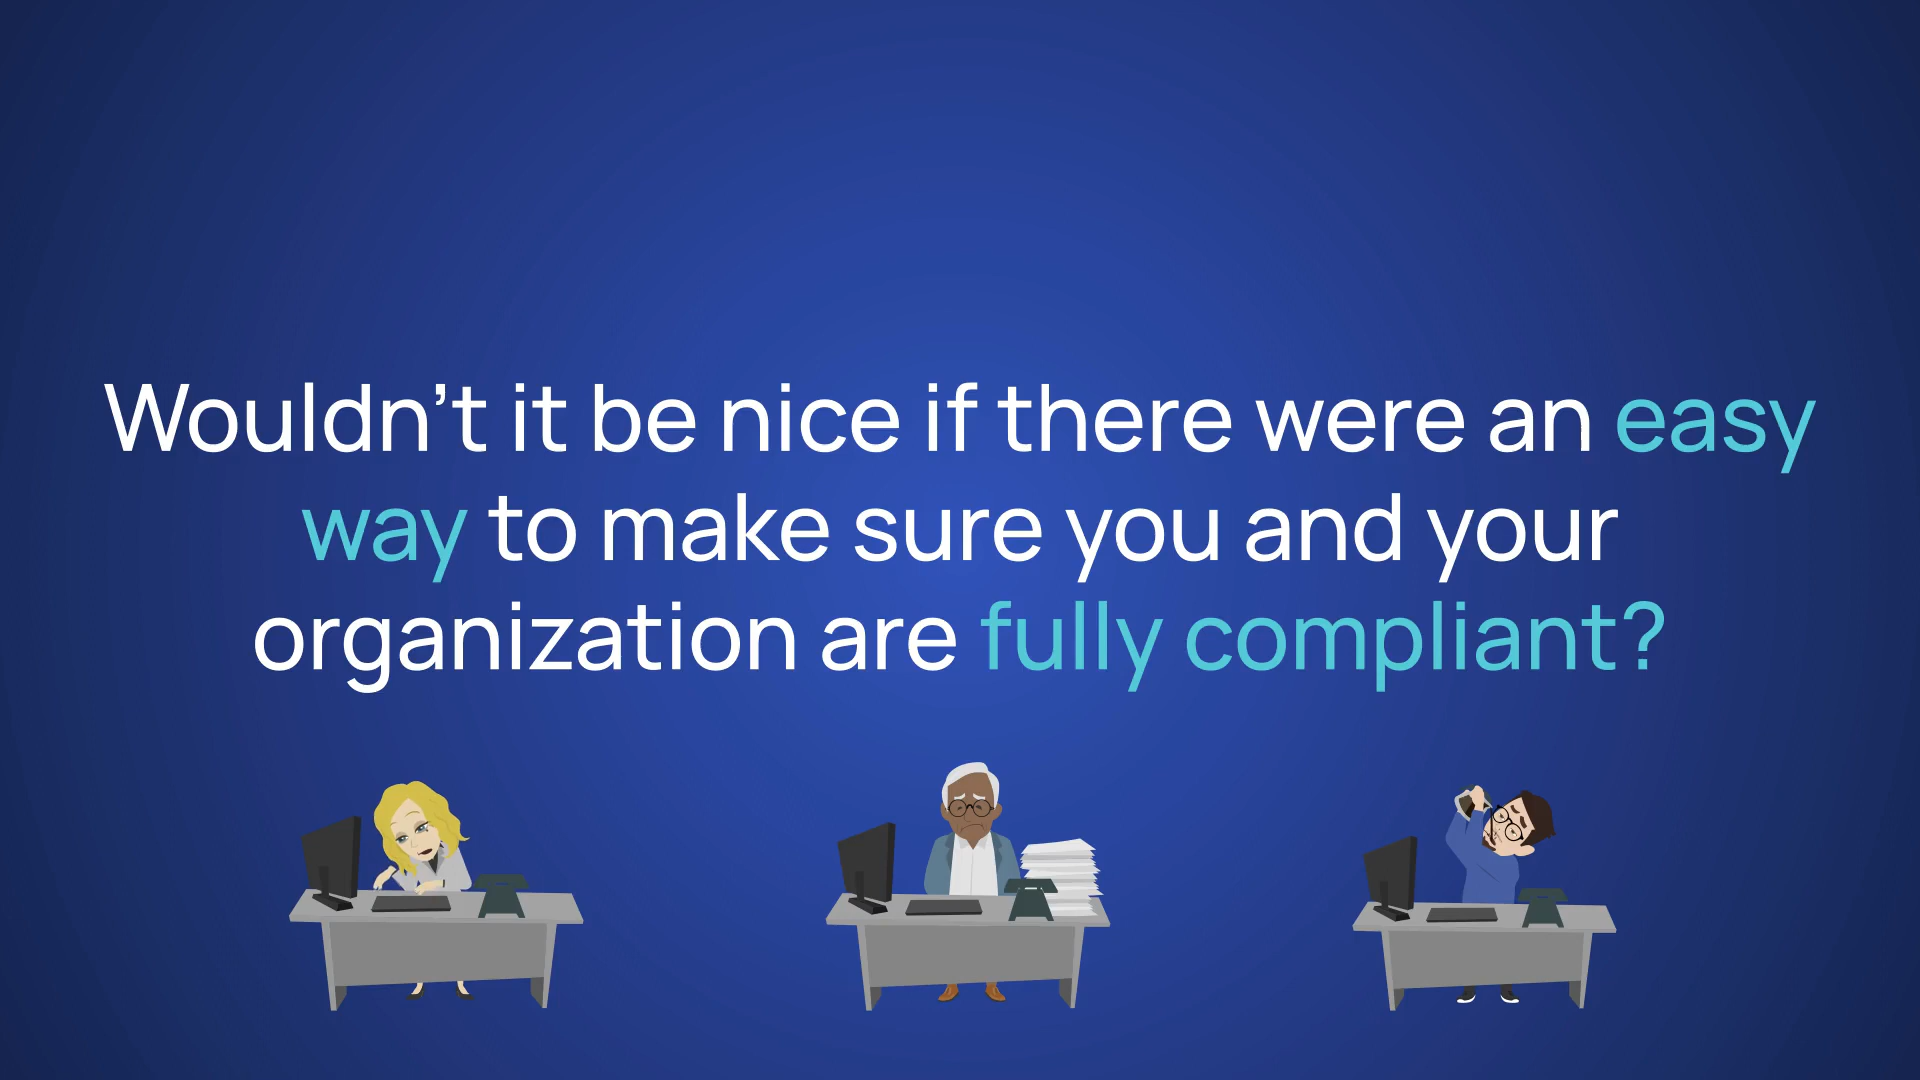 Wouldn’t it be nice if there were an easy
way to make sure you and your
organization are fully compliant?